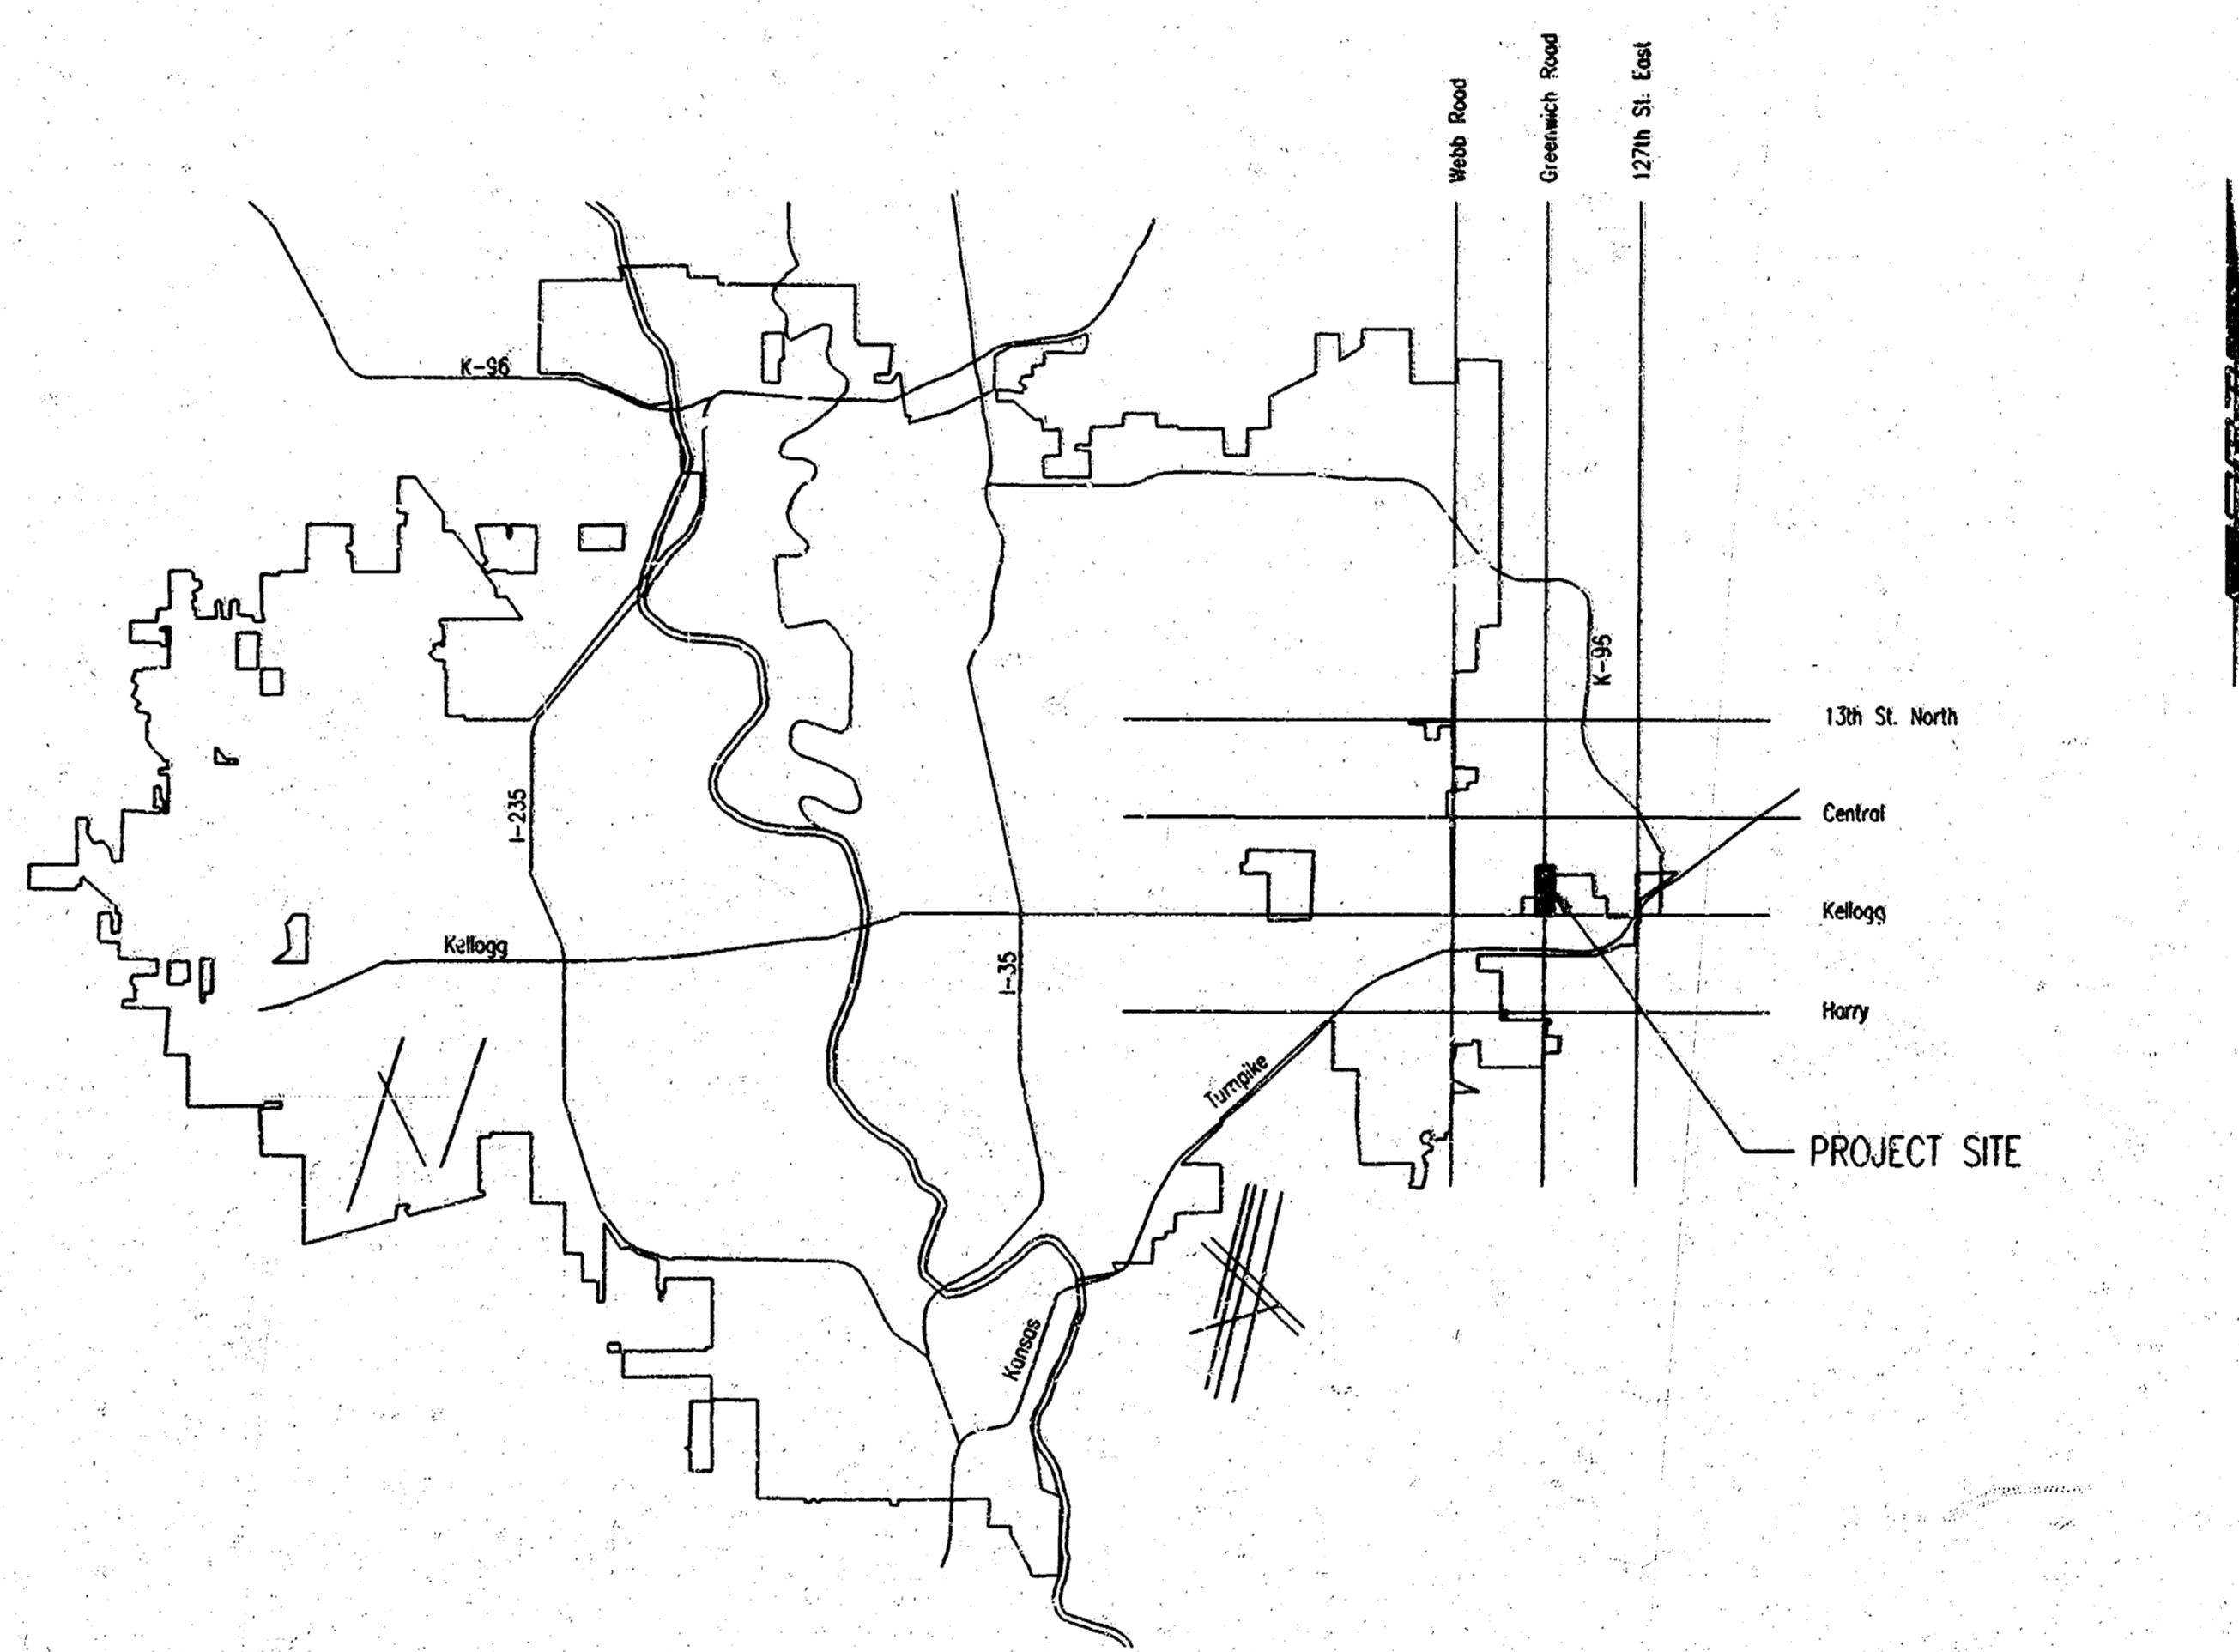 Webb Road
Greenwich Road
127th St. East
K-96
K-96
13th St. North
I-235
Central
Kellogg
Kellogg
I-35
Harry
Turnpike
PROJECT SITE
Kansas